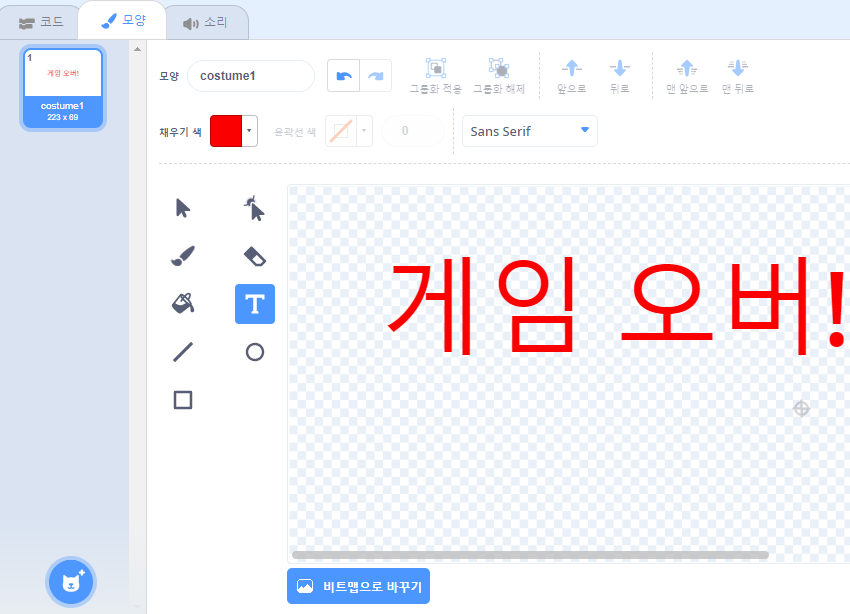 코드 모양 소리
1
게임 오버!
costume1
223 x 69
모양 costume1 그룹화 적용 그룹화 해제 앞으로 뒤로 맨 앞으로 맨 뒤로
채우기 색 윤곽선 색 0 Sans Serif
T
게임 오버!
비트맵으로 바꾸기